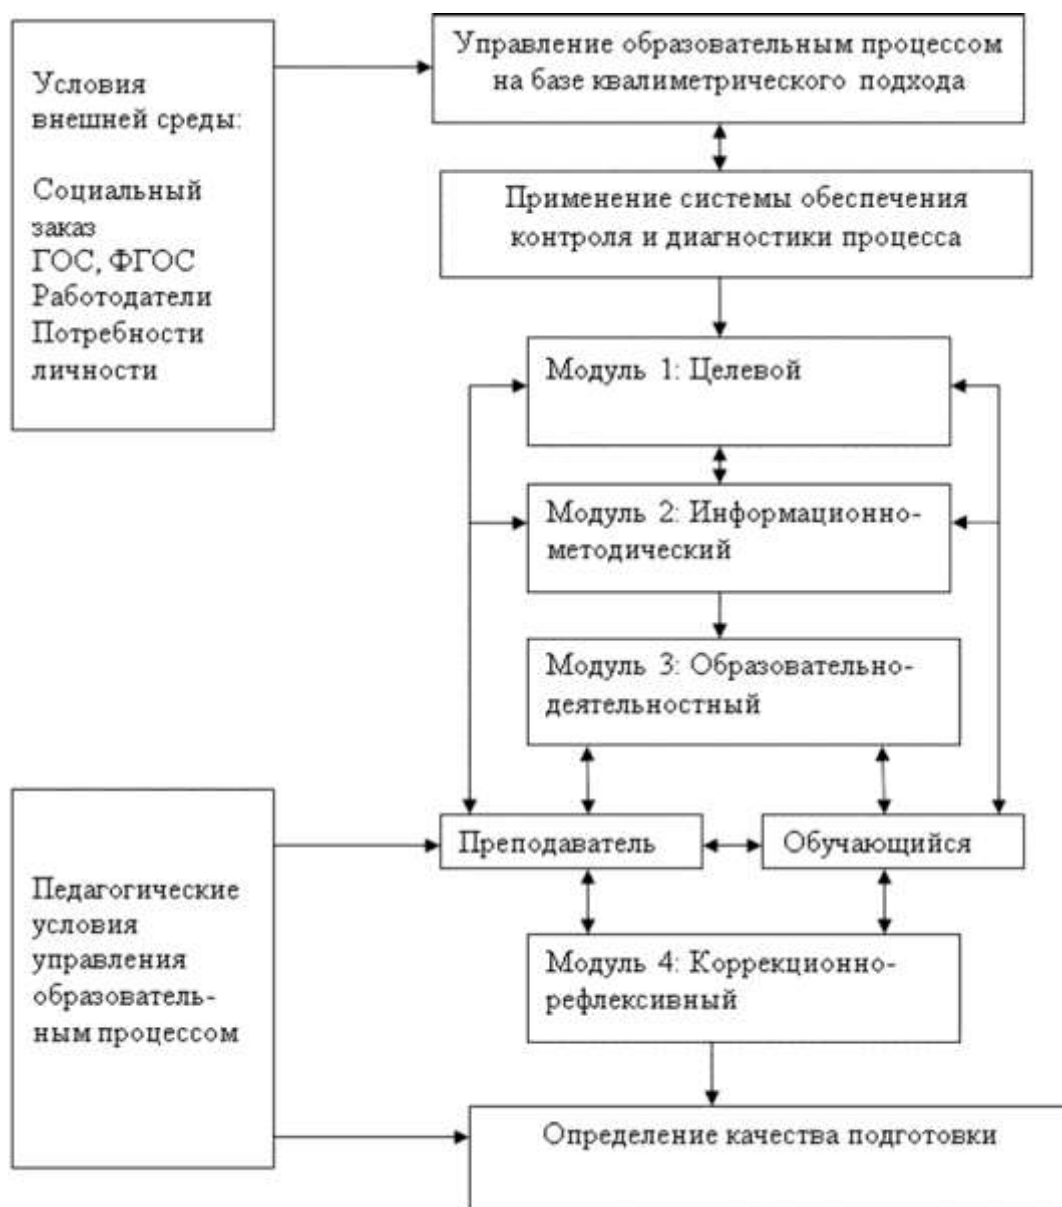 Условия
внешней среды:
Социальный
заказ
ГОС, ФГОС
Работодатели
Потребности
личности
Управление образовательным процессом
на базе квалиметрического подхода
Применение системы обеспечения
контроля и диагностики процесса
Модуль 1: Целевой
Модуль 2: Информационно-
методический
Модуль 3: Образовательно-
деятельностный
Преподаватель
Обучающийся
Педагогические
условия
управления
образователь-
ным процессом
Модуль 4: Коррекционно-
рефлексивный
Определение качества подготовки